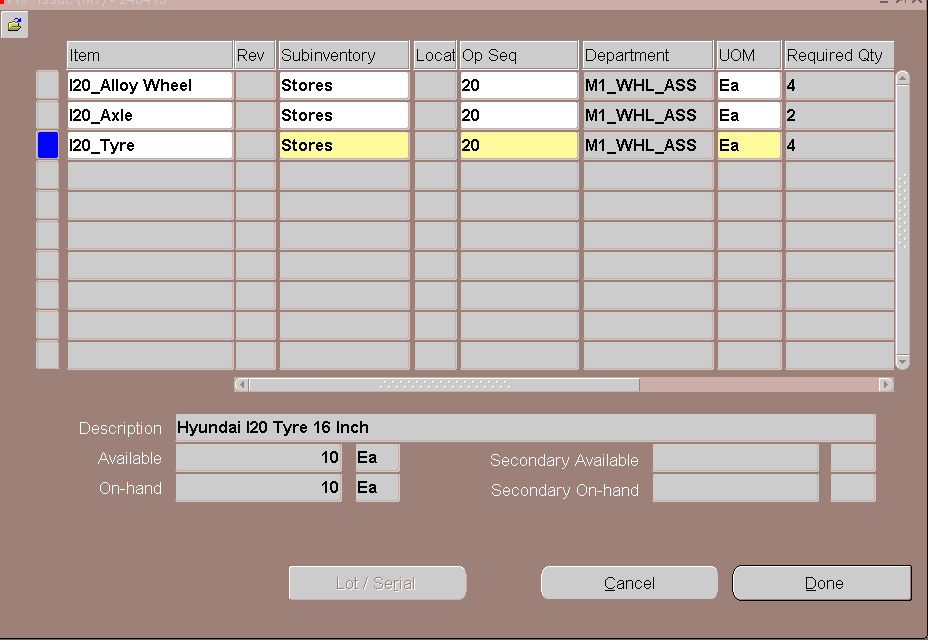 Item Rev Subinventory Locat Op Seq Department UOM Required Qty
I20_Alloy Wheel Stores 20 M1_WHL_ASS Ea 4
I20_Axle Stores 20 M1_WHL_ASS Ea 2
I20_Tyre Stores 20 M1_WHL_ASS Ea 4
Description Hyundai I20 Tyre 16 Inch
Available 10 Ea Secondary Available
On-hand 10 Ea Secondary On-hand
Lot / Serial Cancel Done